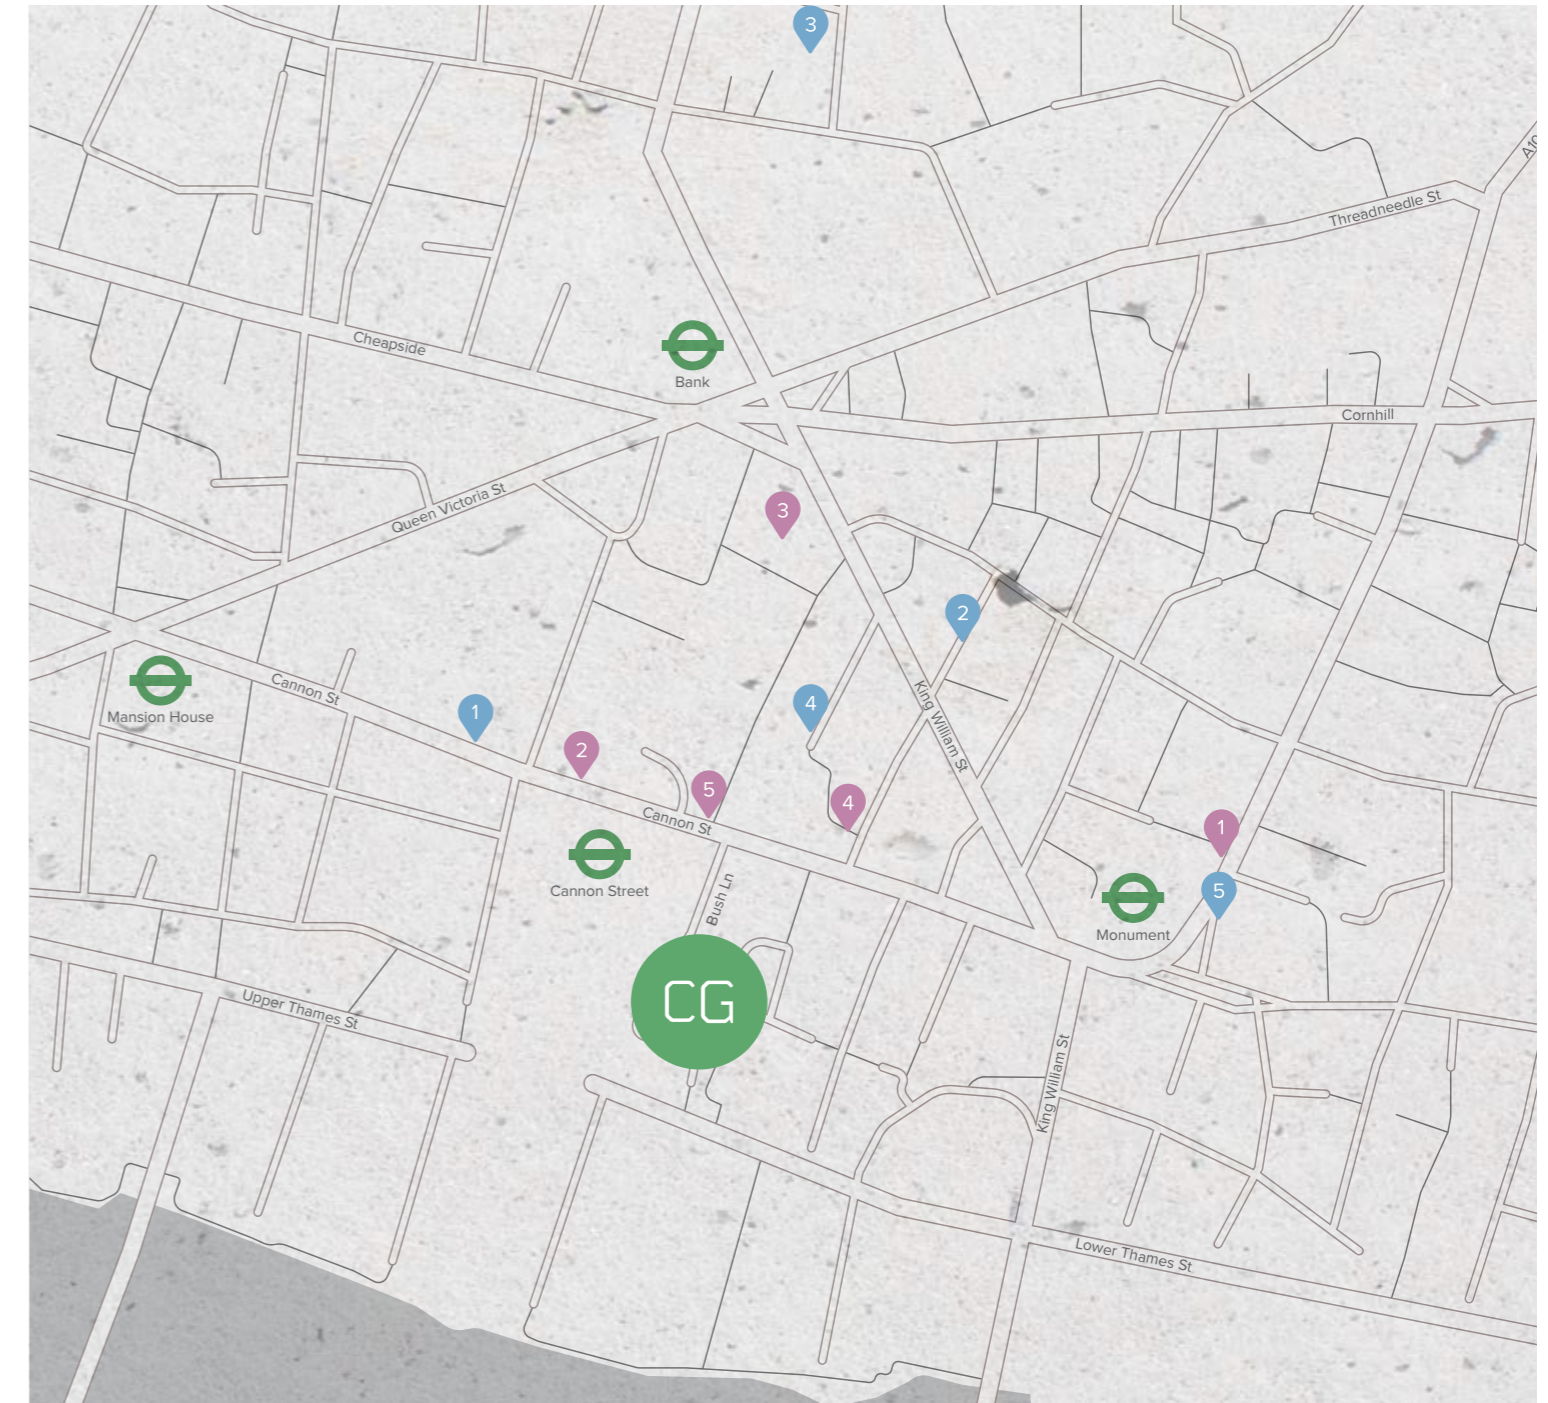 3
A10
Threadneedle St
Cheapside
Bank
Cornhill
Queen Victoria St
3
2
Mansion House
Cannon St
1
4
King William St
2
5
Cannon St
4
1
Cannon Street
Bush Ln
5
Monument
CG
Upper Thames St
King William St
Lower Thames St